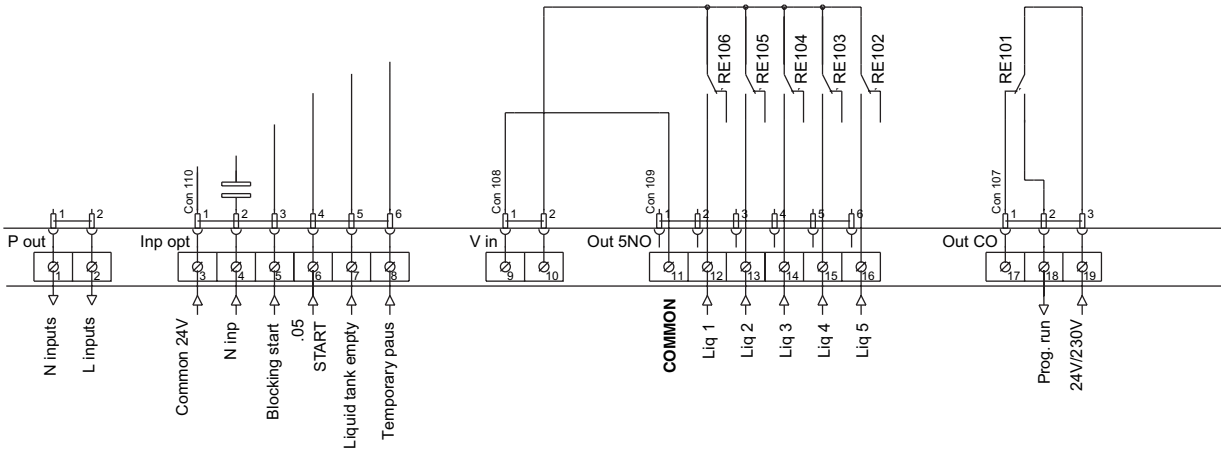 RE106 RE105 RE104 RE103 RE102 RE101
Con 110 Con 108 Con 109 Con 107
1 2 1 2 3 4 5 6 1 2 1 2 3 4 5 6 1 2 3
P out Inp opt V in Out 5NO Out CO
1 2 3 4 5 6 7 8 9 10 11 12 13 14 15 16 17 18 19
N inputs
L inputs
Common 24V
N inp
Blocking start
.05
START
Liquid tank empty
Temporary paus
COMMON
Liq 1
Liq 2
Liq 3
Liq 4
Liq 5
Prog. run
24V/230V